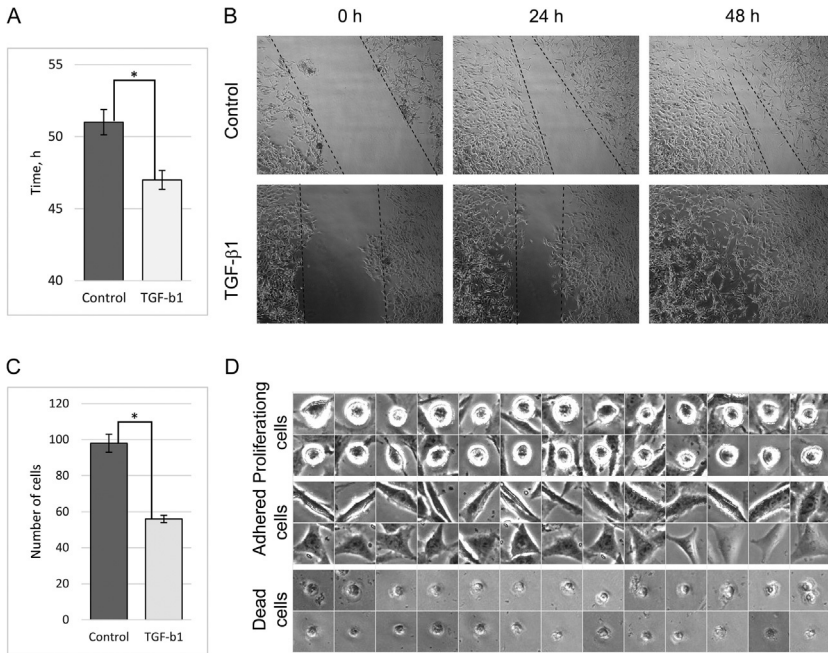 A
55
50
45
40
Time, h
*
Control
TGF-b1
B
0 h
24 h
48 h
Control
TGF-β1
C
120
100
80
60
40
20
0
Number of cells
*
Control
TGF-b1
D
Proliferationg
cells
Adhered
cells
Dead
cells